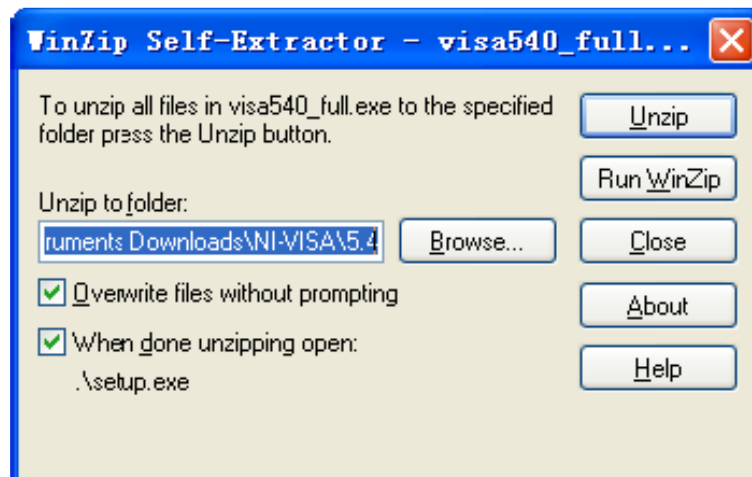 WinZip Self-Extractor - visa540_full...
To unzip all files in visa540_full.exe to the specified
folder press the Unzip button.
Unzip
Run WinZip
Unzip to folder:
ruments Downloads\NI-VISA\5.4
Browse...
Close
Overwrite files without prompting
About
When done unzipping open:
.\setup.exe
Help